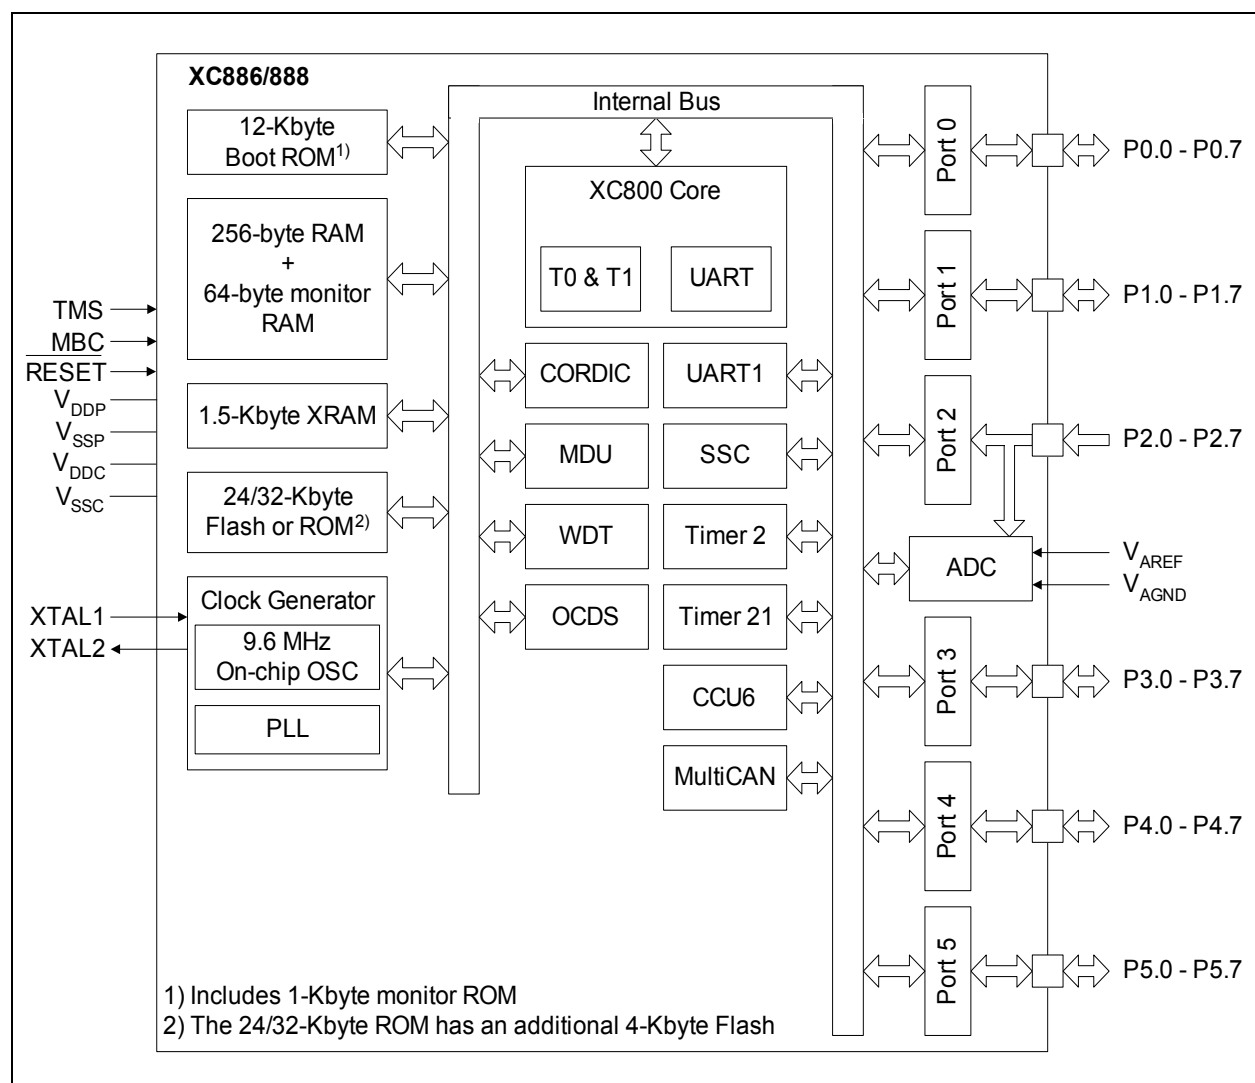 XC886/888
Internal Bus
12-Kbyte
Boot ROM1)
256-byte RAM
+
64-byte monitor
RAM
1.5-Kbyte XRAM
24/32-Kbyte
Flash or ROM2)
Clock Generator
9.6 MHz
On-chip OSC
PLL
TMS
MBC
RESET
VDDP
VSSP
VDDC
VSSC
XTAL1
XTAL2
XC800 Core
T0 & T1
UART
CORDIC
UART1
MDU
SSC
WDT
Timer 2
OCDS
Timer 21
CCU6
MultiCAN
Port 0
P0.0 - P0.7
Port 1
P1.0 - P1.7
Port 2
P2.0 - P2.7
ADC
VAREF
VAGND
Port 3
P3.0 - P3.7
Port 4
P4.0 - P4.7
Port 5
P5.0 - P5.7
1) Includes 1-Kbyte monitor ROM
2) The 24/32-Kbyte ROM has an additional 4-Kbyte Flash